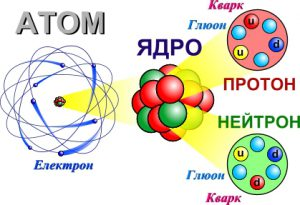 АТОМ
Електрон
ЯДРО
Кварк
Глюон
u
u
d
ПРОТОН
НЕЙТРОН
u
d
d
Глюон
Кварк